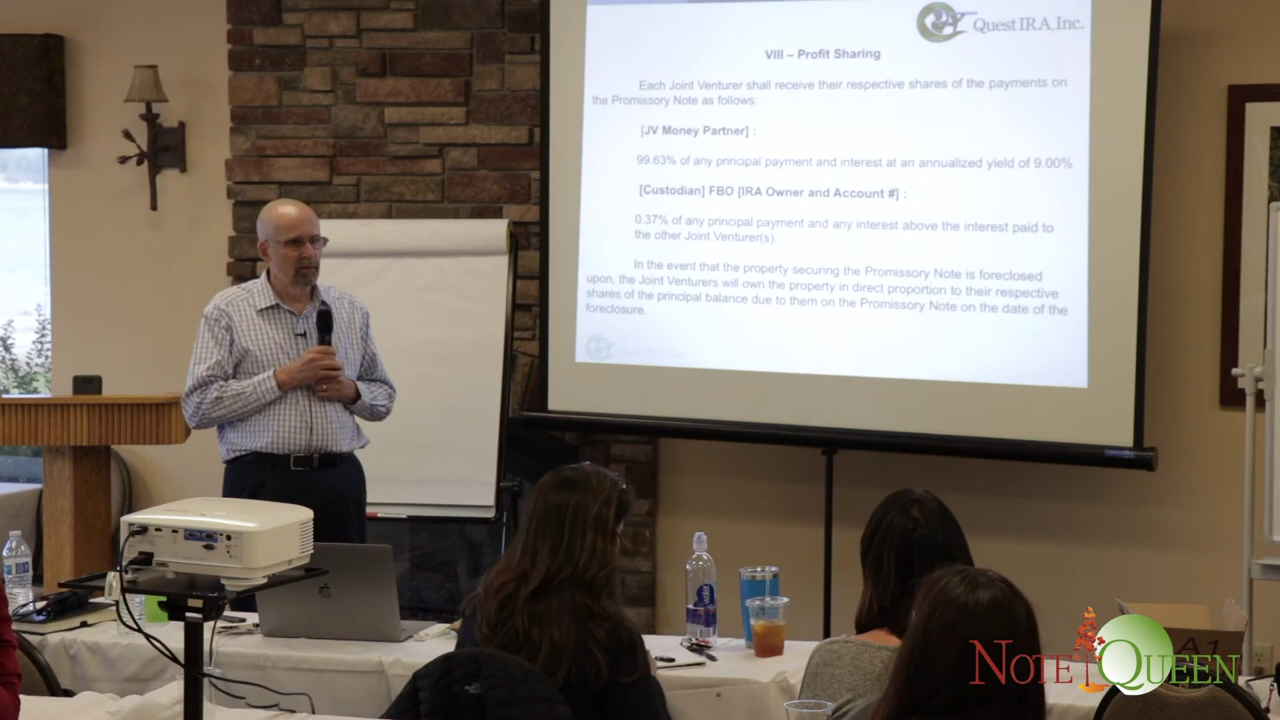 Quest IRA, Inc.
VIII – Profit Sharing
Each Joint Venturer shall receive their respective shares of the payments on
the Promissory Note as follows:
[JV Money Partner] :
99.63% of any principal payment and interest at an annualized yield of 9.00%
[Custodian] FBO [IRA Owner and Account #] :
0.37% of any principal payment and any interest above the interest paid to
the other Joint Venturer(s).
In the event that the property securing the Promissory Note is foreclosed
upon, the Joint Venturers will own the property in direct proportion to their respective
shares of the principal balance due to them on the Promissory Note on the date of the
foreclosure.
NOTE QUEEN
A1